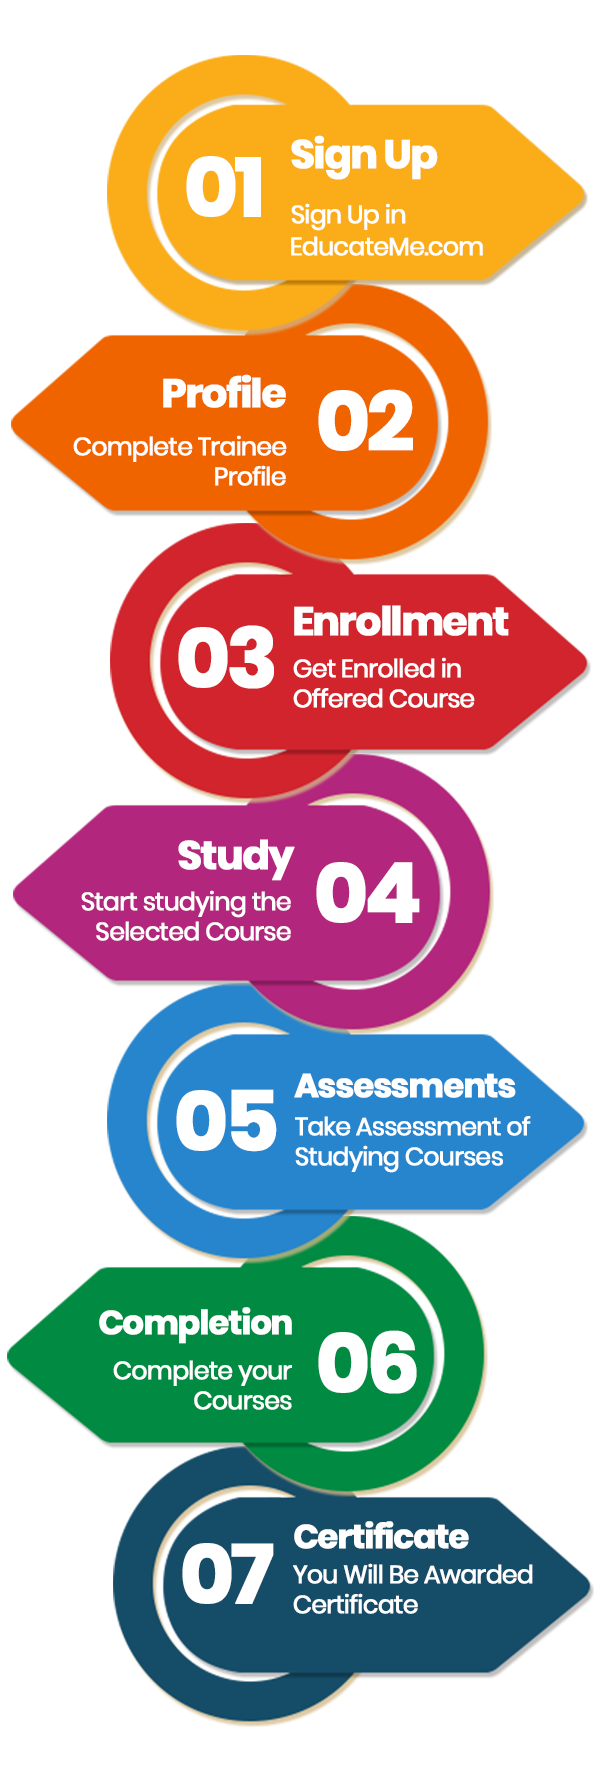 01
Sign Up
Sign Up in
EducateMe.com
Profile
Complete Trainee
Profile
02
03
Enrollment
Get Enrolled in
Offered Course
Study
Start studying the
Selected Course
04
05
Assessments
Take Assessment of
Studying Courses
Completion
Complete your
Courses
06
07
Certificate
You Will Be Awarded
Certificate